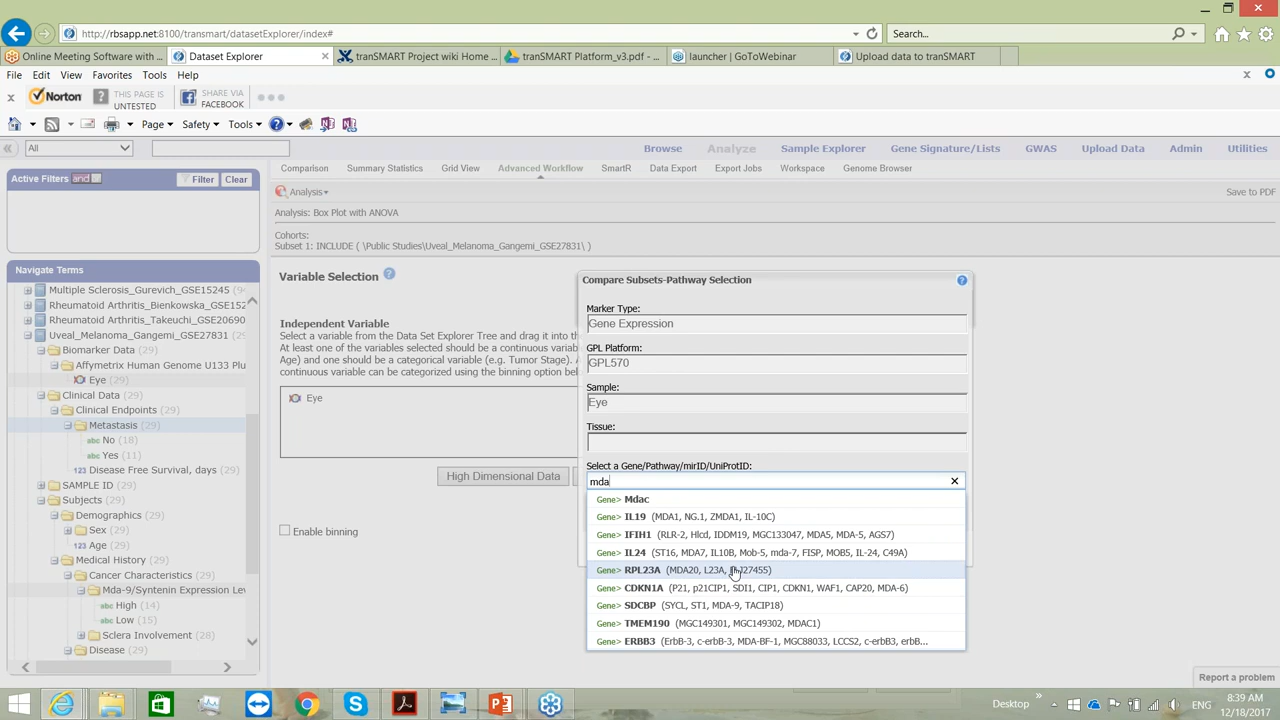 http://rbsapp.net:8100/transmart/datasetExplorer/index#
Search...
Online Meeting Software with ...
Dataset Explorer
tranSMART Project wiki Home ...
tranSMART Platform_v3.pdf - ...
launcher | GoToWebinar
Upload data to tranSMART
File Edit View Favorites Tools Help
x Norton
THIS PAGE IS
UNTESTED
SHARE VIA
FACEBOOK
Page Safety Tools
All
Browse Analyze Sample Explorer Gene Signature/Lists GWAS Upload Data Admin Utilities
Active Filters and
Filter Clear
Comparison Summary Statistics Grid View Advanced Workflow SmartR Data Export Export Jobs Workspace Genome Browser
Analysis
Save to PDF
Analysis: Box Plot with ANOVA
Cohorts:
Subset 1: INCLUDE ( \Public Studies\Uveal_Melanoma_Gangemi_GSE27831\ )
Navigate Terms
Multiple Sclerosis_Gurevich_GSE15245 (9
Rheumatoid Arthritis_Bienkowska_GSE152
Rheumatoid Arthritis_Takeuchi_GSE20690
Uveal_Melanoma_Gangemi_GSE27831 (29)
Biomarker Data (29)
Affymetrix Human Genome U133 Plu
Eye (29)
Clinical Data (29)
Clinical Endpoints (29)
Metastasis (29)
abc No (18)
abc Yes (11)
123 Disease Free Survival, days (29)
SAMPLE ID (29)
Subjects (29)
Demographics (29)
Sex (29)
123 Age (29)
Medical History (29)
Cancer Characteristics (29)
Mda-9/Syntenin Expression Lev
abc High (14)
abc Low (15)
Sclera Involvement (29)
Disease (29)
Variable Selection
Independent Variable
Select a variable from the Data Set Explorer Tree and drag it into th
At least one of the variables selected should be a continuous variab
Age) and one should be a categorical variable (e.g. Tumor Stage). A
continuous variable can be categorized using the binning option belo
Eye
High Dimensional Data
Enable binning
Compare Subsets-Pathway Selection
Marker Type:
Gene Expression
GPL Platform:
GPL570
Sample:
Eye
Tissue:
Select a Gene/Pathway/mirID/UniProtID:
mda
Gene> Mdac
Gene> IL19 (MDA1, NG.1, ZMDA1, IL-10C)
Gene> IFIH1 (RLR-2, Hlcd, IDDM19, MGC133047, MDA5, MDA-5, AGS7)
Gene> IL24 (ST16, MDA7, IL10B, Mob-5, mda-7, FISP, MOB5, IL-24, C49A)
Gene> RPL23A (MDA20, L23A, 27455)
Gene> CDKN1A (P21, p21CIP1, SDI1, CIP1, CDKN1, WAF1, CAP20, MDA-6)
Gene> SDCBP (SYCL, ST1, MDA-9, TACIP18)
Gene> TMEM190 (MGC149301, MGC149302, MDAC1)
Gene> ERBB3 (ErbB-3, c-erbB-3, MDA-BF-1, MGC88033, LCCS2, c-erbB3, erbB...
Report a problem
Desktop
ENG
8:39 AM
12/18/2017